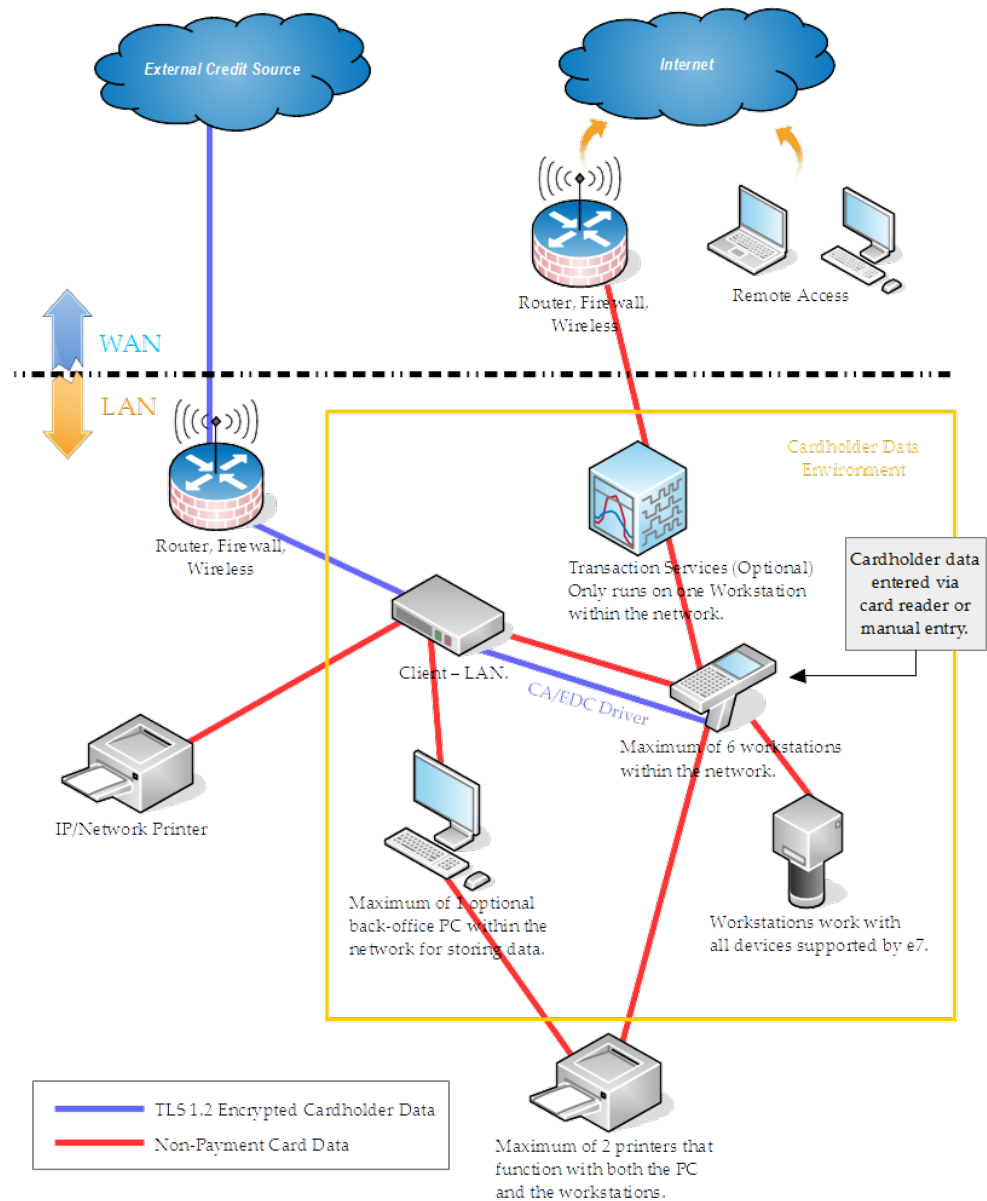 External Credit Source
Internet
Router, Firewall,
Wireless
Remote Access
WAN
LAN
Cardholder Data
Environment
Router, Firewall,
Wireless
Transaction Services (Optional)
Only runs on one Workstation
within the network.
Cardholder data
entered via
card reader or
manual entry.
Client – LAN.
CA/EDC Driver
Maximum of 6 workstations
within the network.
IP/Network Printer
Maximum of 1 optional
back-office PC within the
network for storing data.
Workstations work with
all devices supported by e7.
TLS 1.2 Encrypted Cardholder Data
Non-Payment Card Data
Maximum of 2 printers that
function with both the PC
and the workstations.